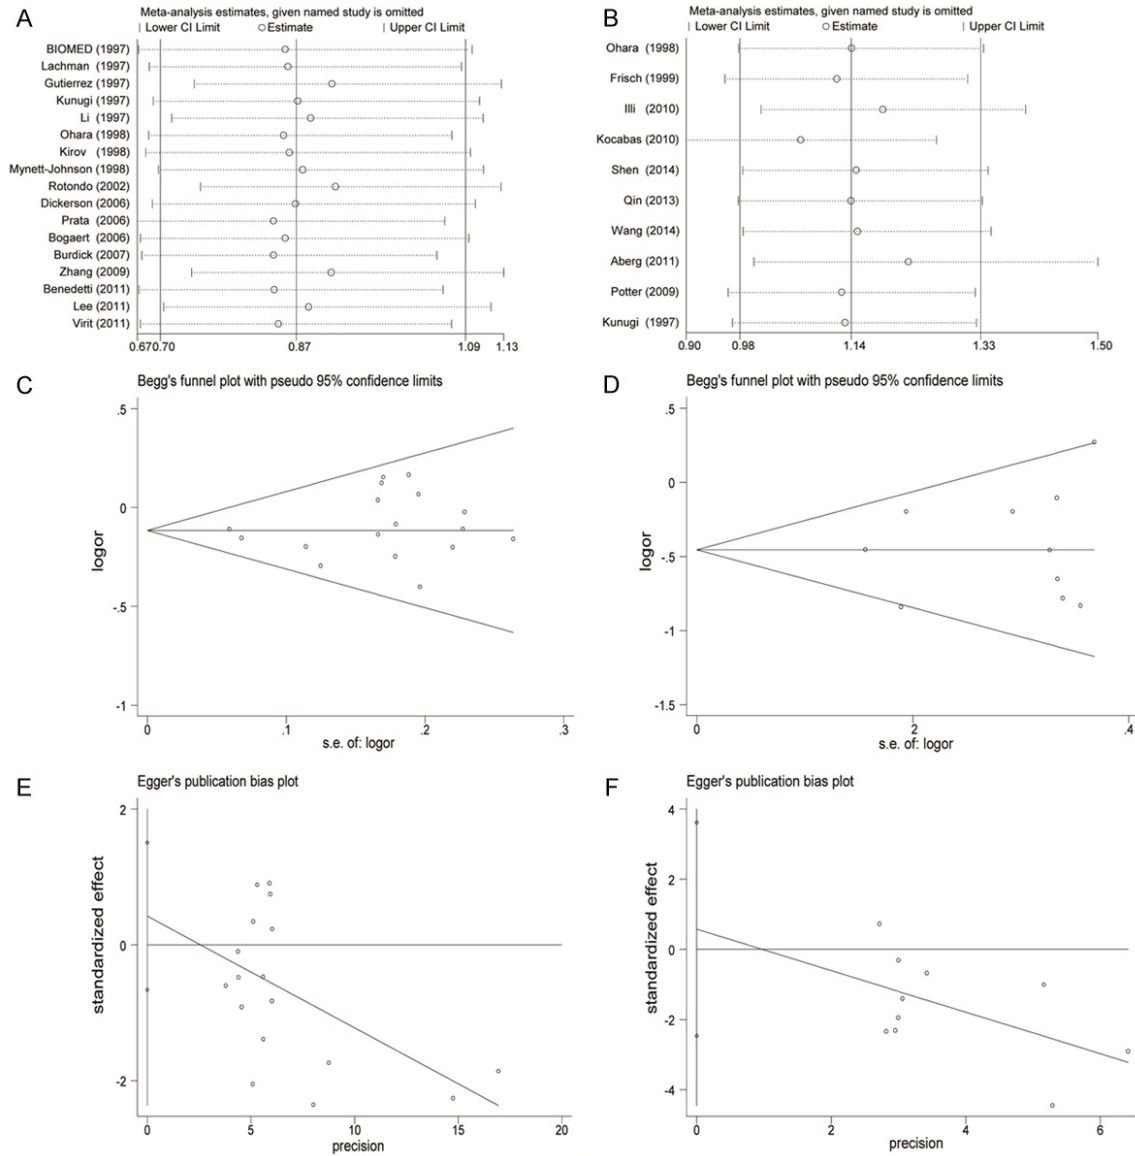 A
Meta-analysis estimates, given named study is omitted
| Lower CI Limit ○Estimate | Upper CI Limit
BIOMED (1997)
Lachman (1997)
Gutierrez (1997)
Kunugi (1997)
Li (1997)
Ohara (1998)
Kirov (1998)
Mynett-Johnson (1998)
Rotondo (2002)
Dickerson (2006)
Prata (2006)
Bogaert (2006)
Burdick (2007)
Zhang (2009)
Benedetti (2011)
Lee (2011)
Virit (2011)
0.67 0.70 0.87 1.09 1.13
B
Meta-analysis estimates, given named study is omitted
| Lower CI Limit ○Estimate | Upper CI Limit
Ohara (1998)
Frisch (1999)
Illi (2010)
Kocabas (2010)
Shen (2014)
Qin (2013)
Wang (2014)
Aberg (2011)
Potter (2009)
Kunugi (1997)
0.90 0.98 1.14 1.33 1.50
C
Begg's funnel plot with pseudo 95% confidence limits
logor
.5
0
-.5
-1
0 .1 .2 .3
s.e. of: logor
D
Begg's funnel plot with pseudo 95% confidence limits
logor
.5
0
-.5
-1
-1.5
0 2 .4
s.e. of: logor
E
Egger's publication bias plot
standardized effect
2
0
-2
0 5 10 15 20
precision
F
Egger's publication bias plot
standardized effect
4
2
0
-2
-4
0 2 4 6
precision